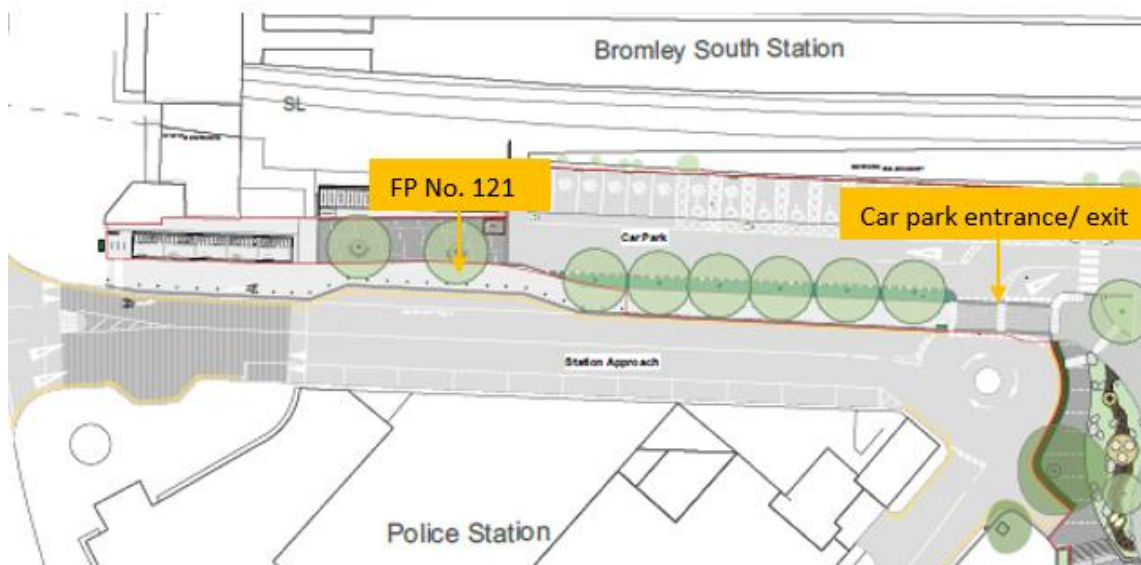 Bromley South Station
SL
FP No. 121
Car park entrance/ exit
Car Park
Station Approach
Police Station